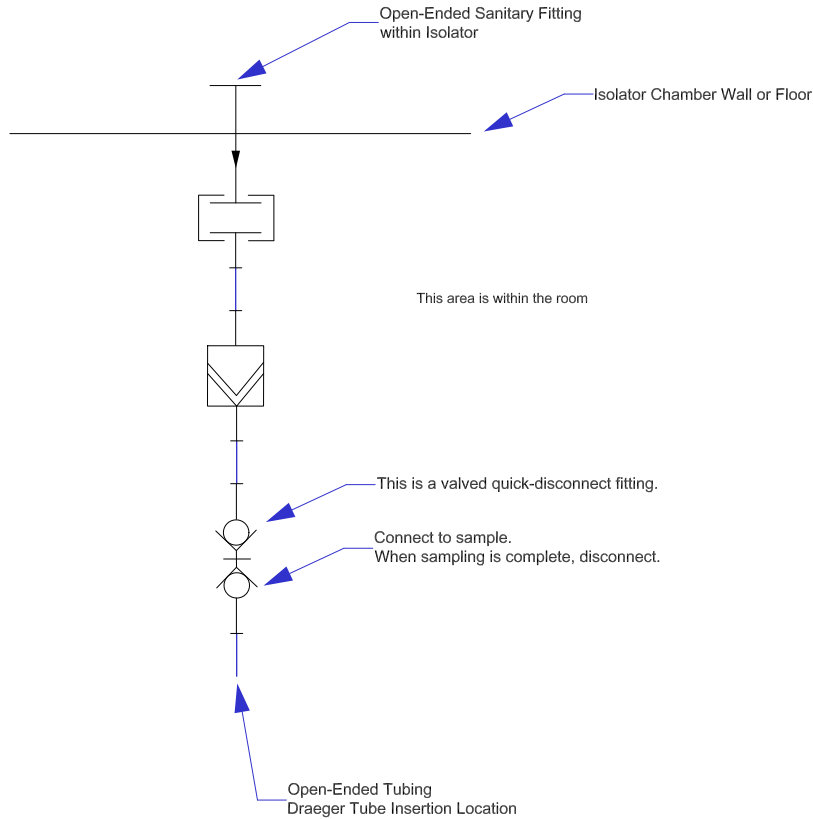 Open-Ended Sanitary Fitting
within Isolator
Isolator Chamber Wall or Floor
This area is within the room
This is a valved quick-disconnect fitting.
Connect to sample.
When sampling is complete, disconnect.
Open-Ended Tubing
Draeger Tube Insertion Location